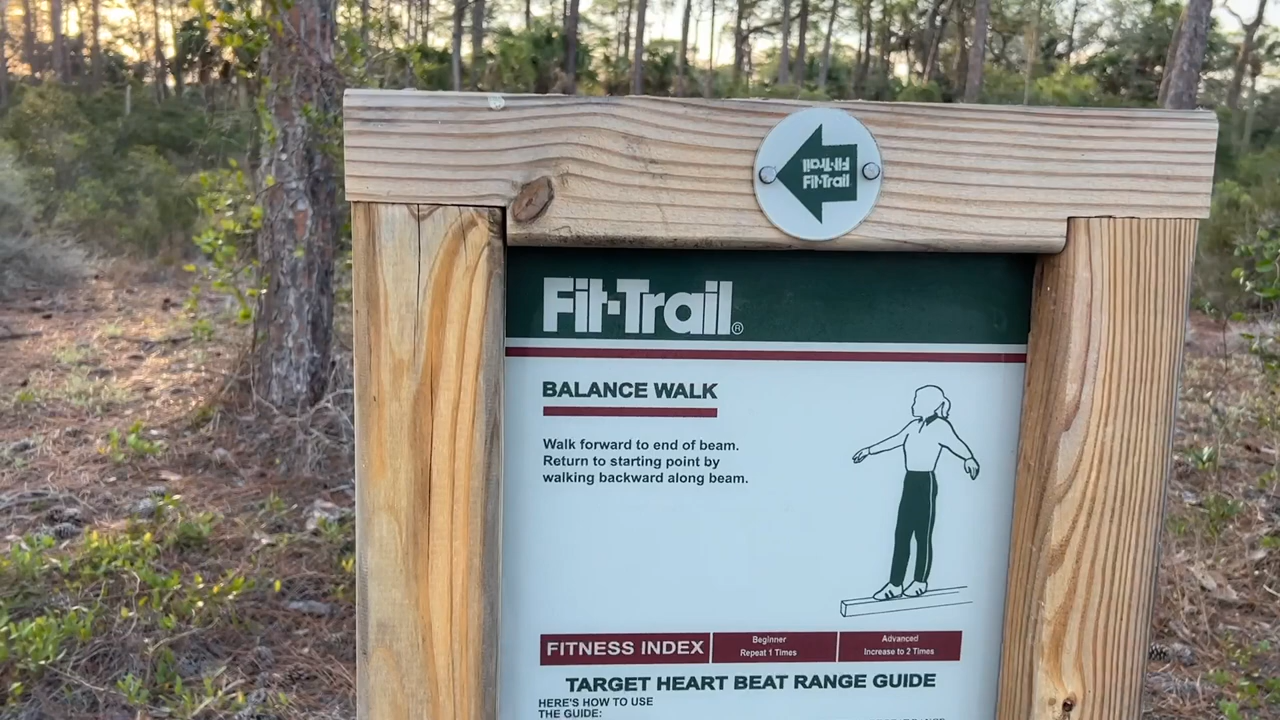 Fit-Trail
Fit-Trail
Fit-Trail®
BALANCE WALK
Walk forward to end of beam.
Return to starting point by
walking backward along beam.
FITNESS INDEX
Beginner
Repeat 1 Times
Advanced
Increase to 2 Times
TARGET HEART BEAT RANGE GUIDE
HERE'S HOW TO USE
THE GUIDE: